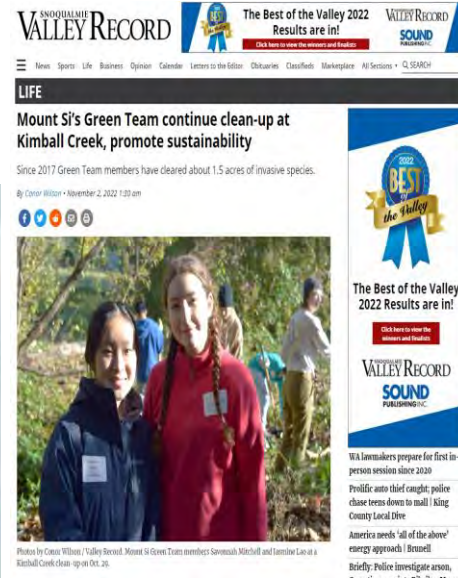 SNOQUALMIE
VALLEY RECORD
The Best of the Valley 2022
Results are in!
Click here to view the winners and finalists
VALLEY RECORD
SOUND
PUBLISHING INC.
2022
BEST
of the Valley
News Sports Life Business Opinion Calendar Letters to the Editor Obituaries Classifieds Marketplace All Sections SEARCH
LIFE
Mount Si's Green Team continue clean-up at
Kimball Creek, promote sustainability
Since 2017 Green Team members have cleared about 1.5 acres of invasive species.
By Conor Wilson • November 2, 2022 1:30 am
Photos by Conor Wilson / Valley Record. Mount Si Green Team members Savannah Mitchell and Jasmine Lao at a
Kimball Creek clean-up on Oct. 29.
2022
BEST
of the Valley
The Best of the Valley
2022 Results are in!
Click here to view the
winners and finalists
SNOQUALMIE
VALLEY RECORD
SOUND
PUBLISHING INC.
WA lawmakers prepare for first in-
person session since 2020
Prolific auto thief caught; police
chase teens down to mall | King
County Local Dive
America needs 'all of the above'
energy approach | Brunell
Briefly: Police investigate arson,